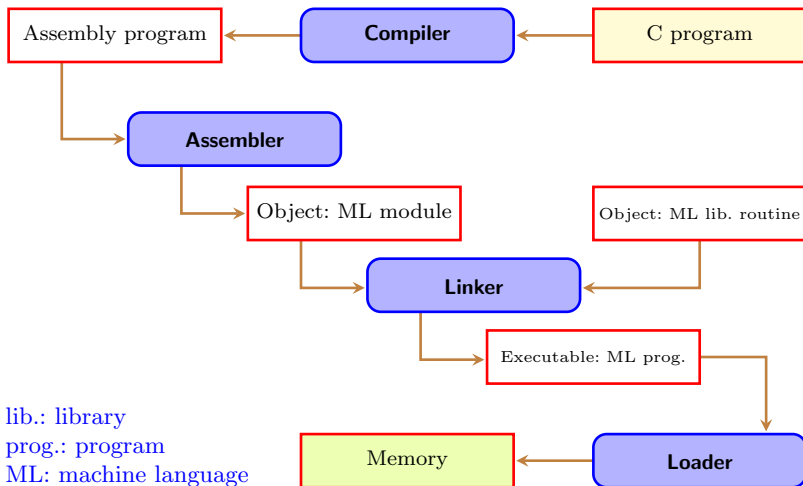 Assembly program
Compiler
C program
Assembler
Object: ML module
Object: ML lib. routine
Linker
Executable: ML prog.
lib.: library
prog.: program
ML: machine language
Memory
Loader